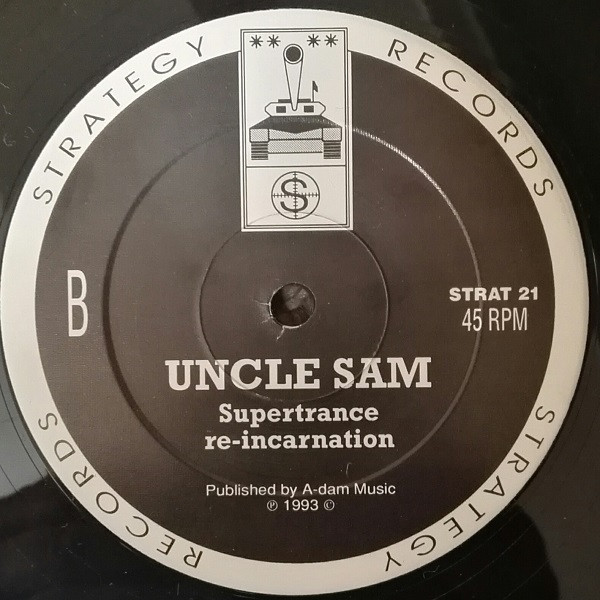 STRATEGY RECORDS
** **
S
B
STRAT 21
45 RPM
UNCLE SAM
Supertrance
re-incarnation
Published by A-dam Music
℗ 1993 ©
STRATEGY RECORDS